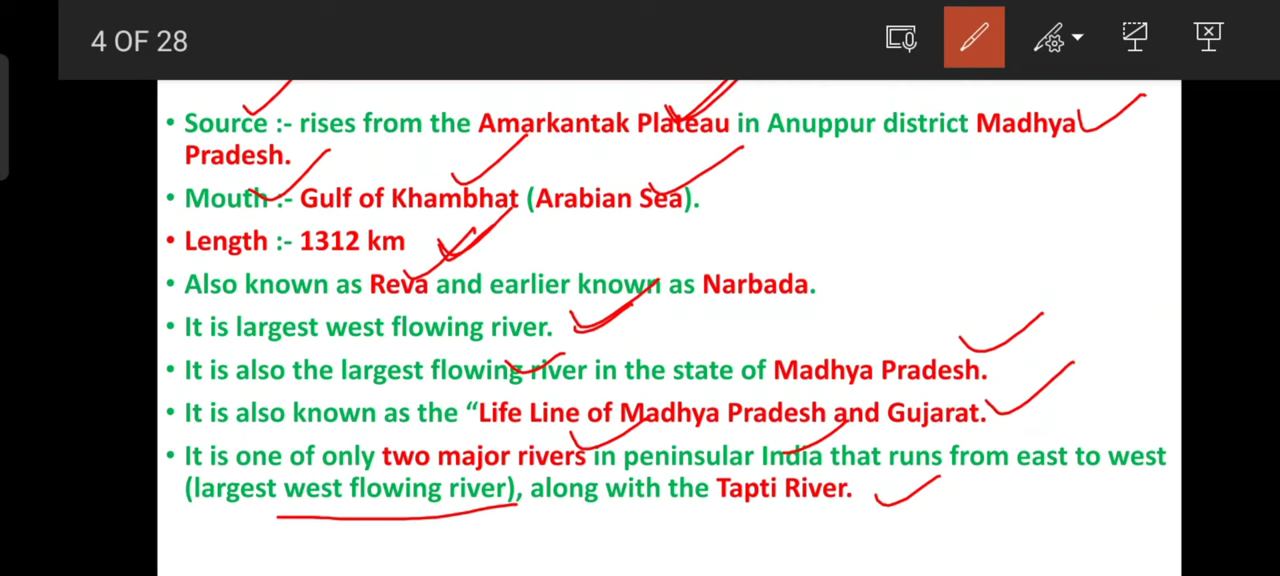 4 OF 28
• Source :- rises from the Amarkantak Plateau in Anuppur district Madhya
Pradesh.
• Mouth :- Gulf of Khambhat (Arabian Sea).
• Length :- 1312 km
• Also known as Reva and earlier known as Narbada.
• It is largest west flowing river.
• It is also the largest flowing river in the state of Madhya Pradesh.
• It is also known as the “Life Line of Madhya Pradesh and Gujarat.
• It is one of only two major rivers in peninsular India that runs from east to west
(largest west flowing river), along with the Tapti River.